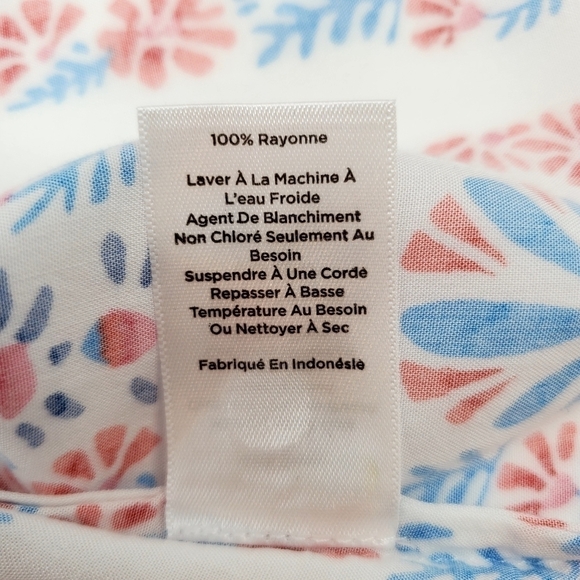 100% Rayonne
Laver À La Machine À
L'eau Froide
Agent De Blanchiment
Non Chloré Seulement Au
Besoin
Suspendre À Une Corde
Repasser À Basse
Température Au Besoin
Ou Nettoyer À Sec
Fabriqué En Indonésie